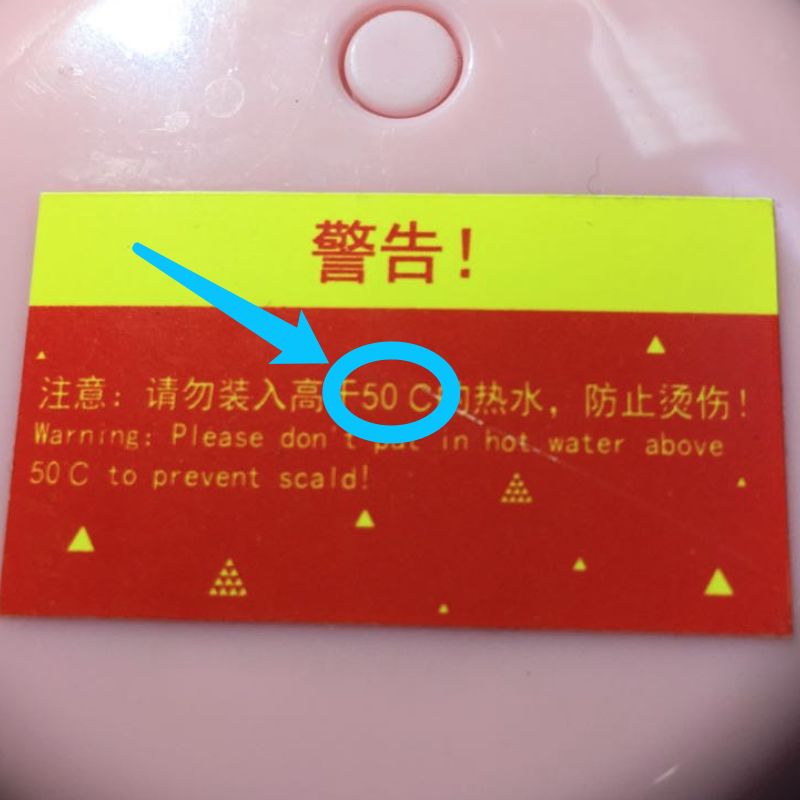 警告!
注意：请勿装入高于50 C的热水，防止烫伤!
Warning: Please don't put in hot water above
50 C to prevent scald!